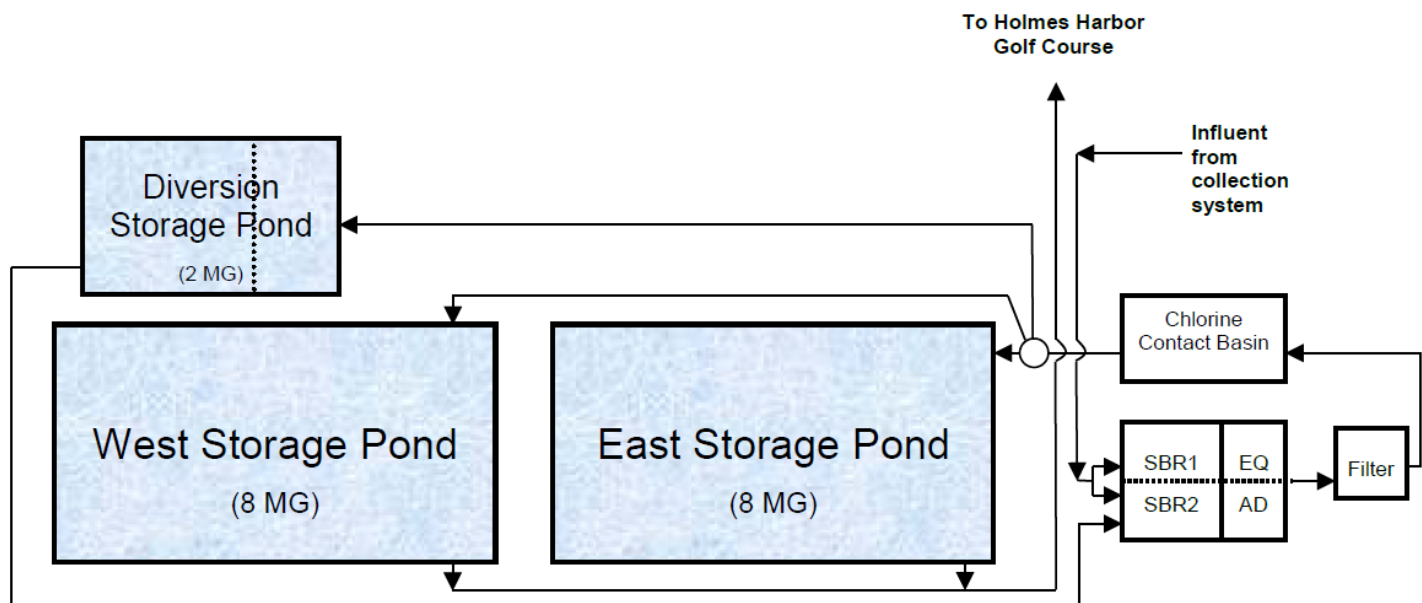 To Holmes Harbor
Golf Course
Influent
from
collection
system
Diversion
Storage Pond
(2 MG)
Chlorine
Contact Basin
West Storage Pond
(8 MG)
East Storage Pond
(8 MG)
SBR1 EQ
SBR2 AD
Filter